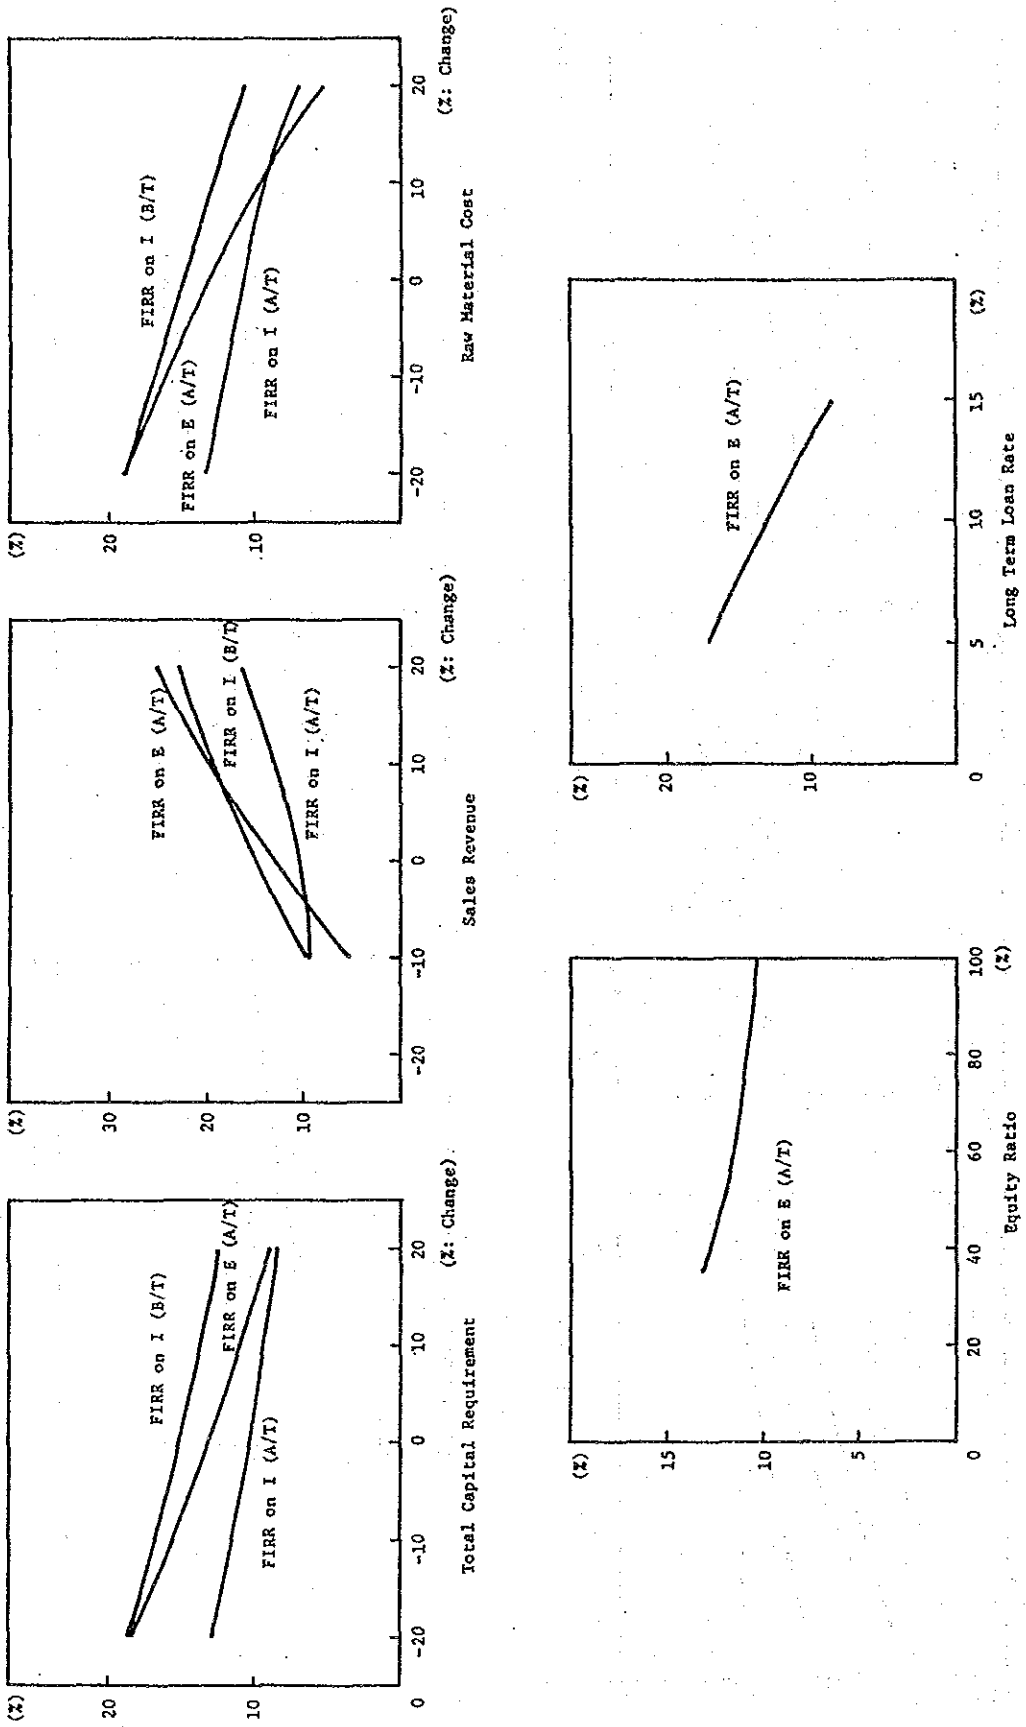 (%)
20
10
0
-20
-10
0
10
20
(%: Change)
Total Capital Requirement
FIRR on I (B/T)
FIRR on E (A/T)
FIRR on I (A/T)
(%)
30
20
10
-20
-10
0
10
20
(%: Change)
Sales Revenue
FIRR on E (A/T)
FIRR on I (B/T)
FIRR on I (A/T)
(%)
20
10
-20
-10
0
10
20
(%: Change)
Raw Material Cost
FIRR on I (B/T)
FIRR on E (A/T)
FIRR on I (A/T)
(%)
15
10
5
0
20
40
60
80
100
(%)
Equity Ratio
FIRR on E (A/T)
(%)
20
10
0
5
10
15
(%)
Long Term Loan Rate
FIRR on E (A/T)